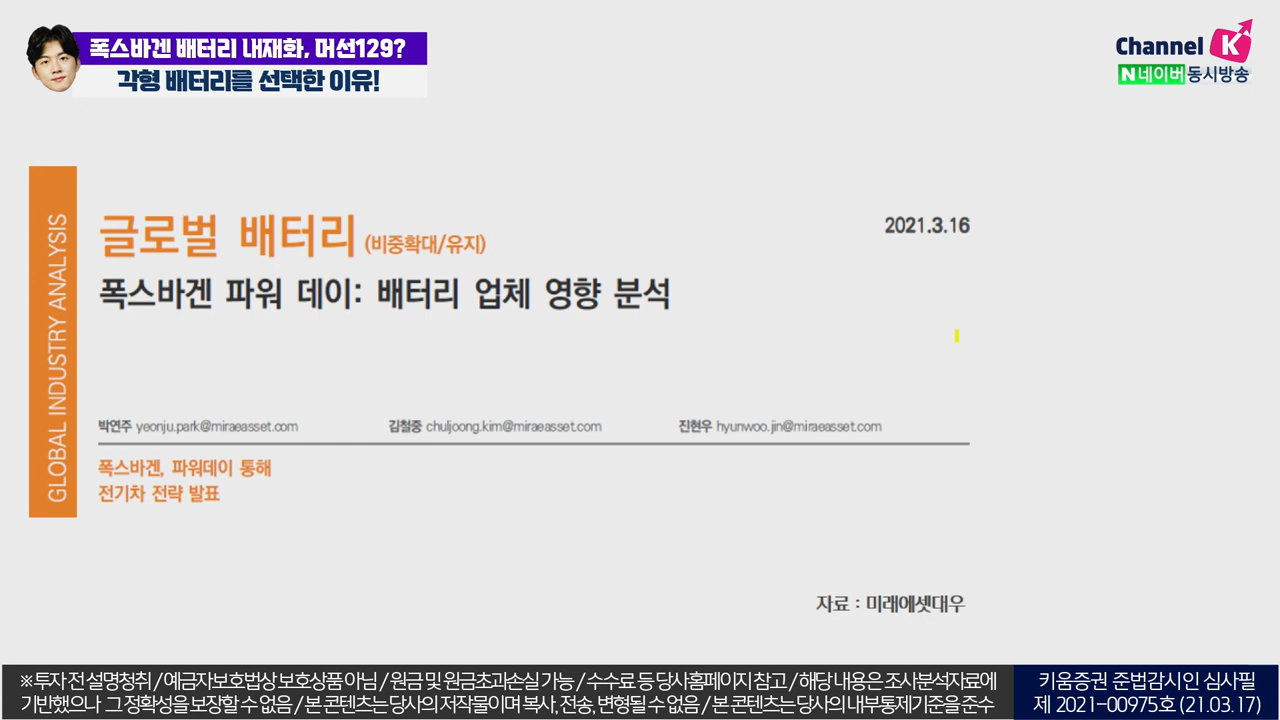 폭스바겐 배터리 내재화, 머선129?
각형 배터리를 선택한 이유!
Channel K
N 네이버 동시방송
GLOBAL INDUSTRY ANALYSIS
글로벌 배터리 (비중확대/유지)
2021.3.16
폭스바겐 파워 데이: 배터리 업체 영향 분석
박연주 yeonju.park@miraeasset.com 김철중 chuljoong.kim@miraeasset.com 진현우 hyunwoo.jin@miraeasset.com
폭스바겐, 파워데이 통해
전기차 전략 발표
자료 : 미래에셋대우
※ 투자 전 설명청취 / 예금자보호법상 보호상품 아님 / 원금 및 원금초과손실 가능 / 수수료 등 당사홈페이지 참고 / 해당 내용은 조사분석자료에
기반했으나 그 정확성을 보장할 수 없음 / 본 콘텐츠는 당사의 저작물이며 복사, 전송, 변형될 수 없음 / 본 콘텐츠는 당사의 내부통제기준을 준수
키움증권 준법감시인 심사필
제 2021-00975호 (21.03.17)